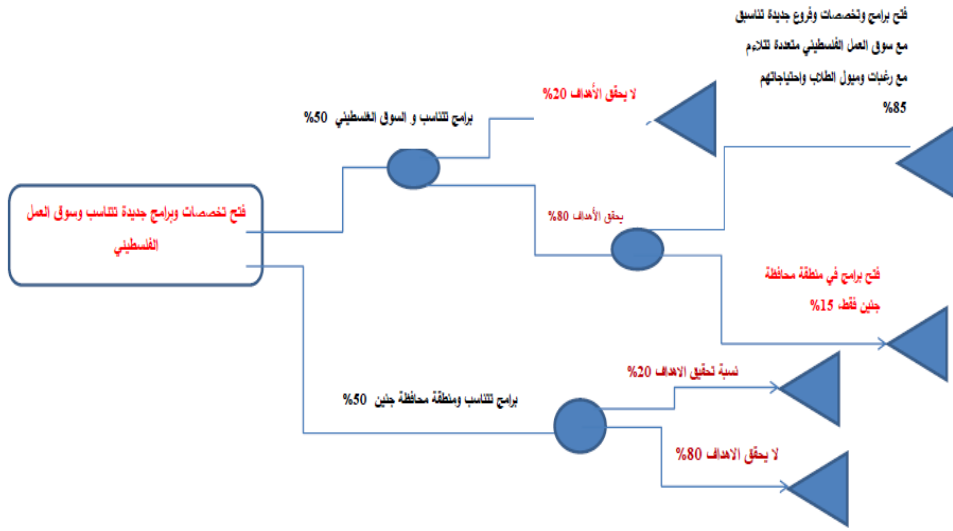 فتح برامج وتخصصات وفروع جديدة تناسبق
مع سوق العمل الفلسطيني متعددة تتلاءم
مع رغبات وميول الطلاب واحتياجاتهم
85%
لا يحقق الأهداف 20%
برامج تتناسب و السوق الفلسطيني 50%
فتح تخصصات وبرامج جديدة تتناسب وسوق العمل
الفلسطيني
يحقق الأهداف 80%
فتح برامج في منطقة محافظة
جنين فقط، 15%
نسبة تحقيق الاهداف 20%
برامج تتناسب ومنطقة محافظة جنين 50%
لا يحقق الاهداف 80%